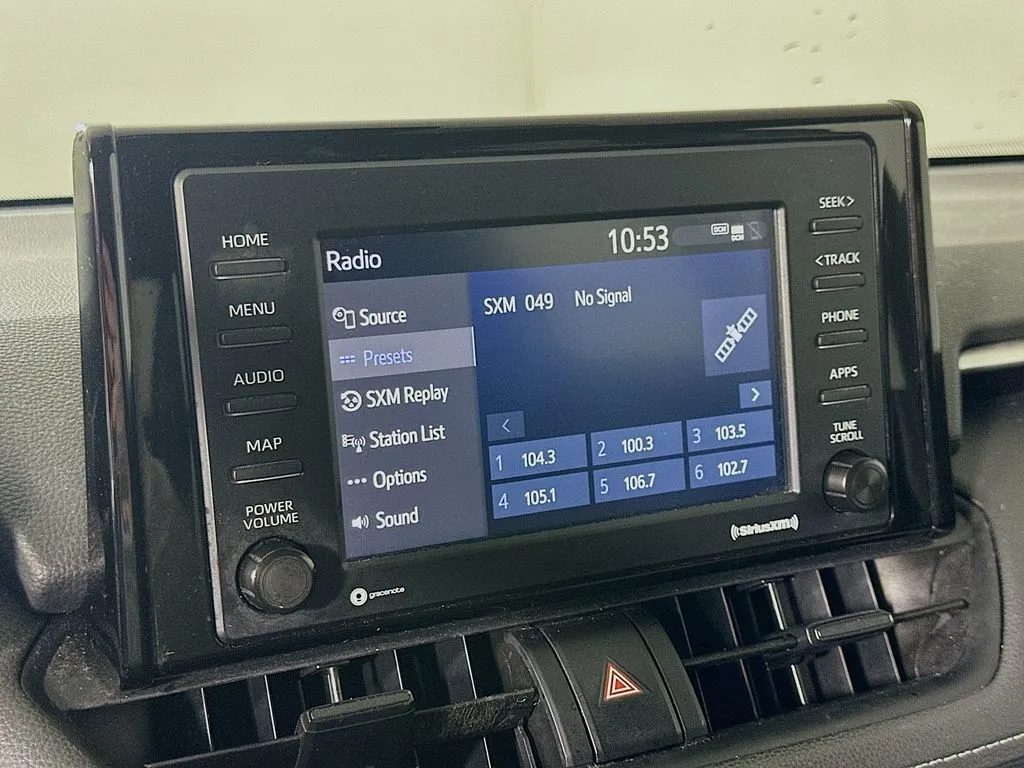 HOME
MENU
AUDIO
MAP
POWER
VOLUME
Radio
10:53
DCM
DCM
Source
Presets
SXM Replay
Station List
Options
Sound
SXM 049 No Signal
<
>
1 104.3
2 100.3
3 103.5
4 105.1
5 106.7
6 102.7
SEEK >
< TRACK
PHONE
APPS
TUNE
SCROLL
gracenote
((SiriusXM))